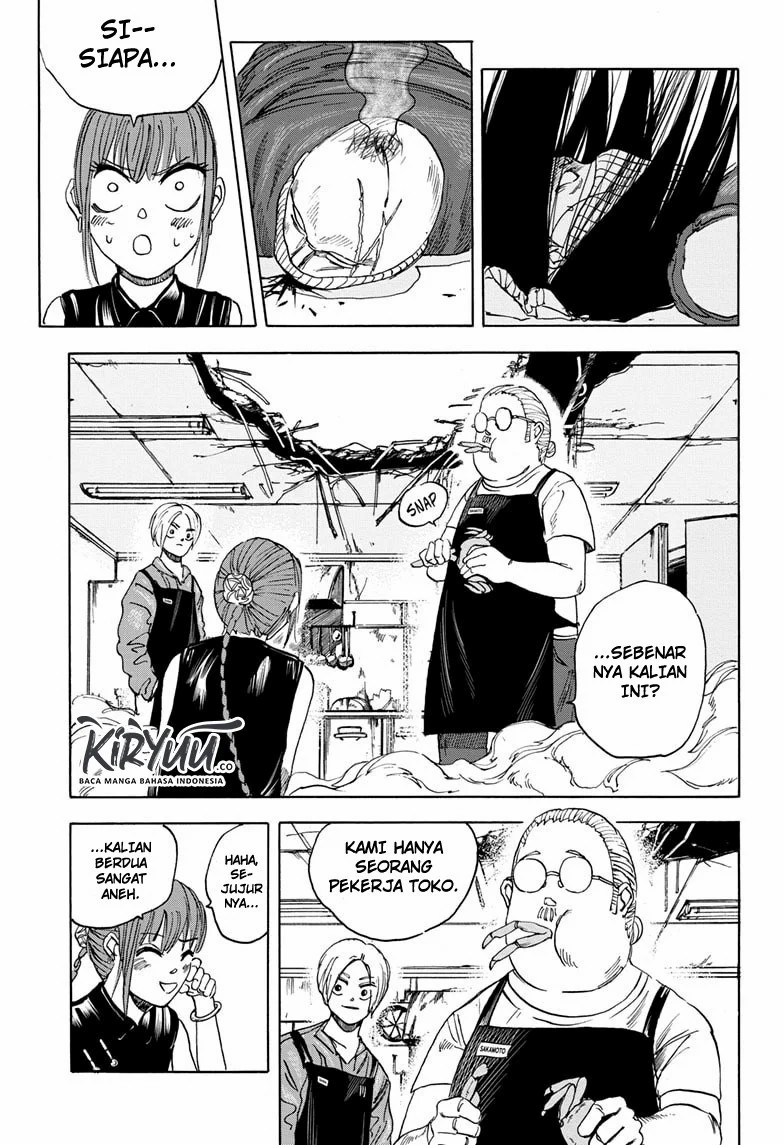 SI--
SIAPA...
SNAP
...SEBENAR
NYA KALIAN
INI?
KIRYUU.CO
BACA MANGA BAHASA INDONESIA
KAMI HANYA
SEORANG
PEKERJA TOKO.
SAKAMOTO
HAHA,
SE-
JUJUR
NYA...
...KALIAN
BERDUA
SANGAT
ANEH.